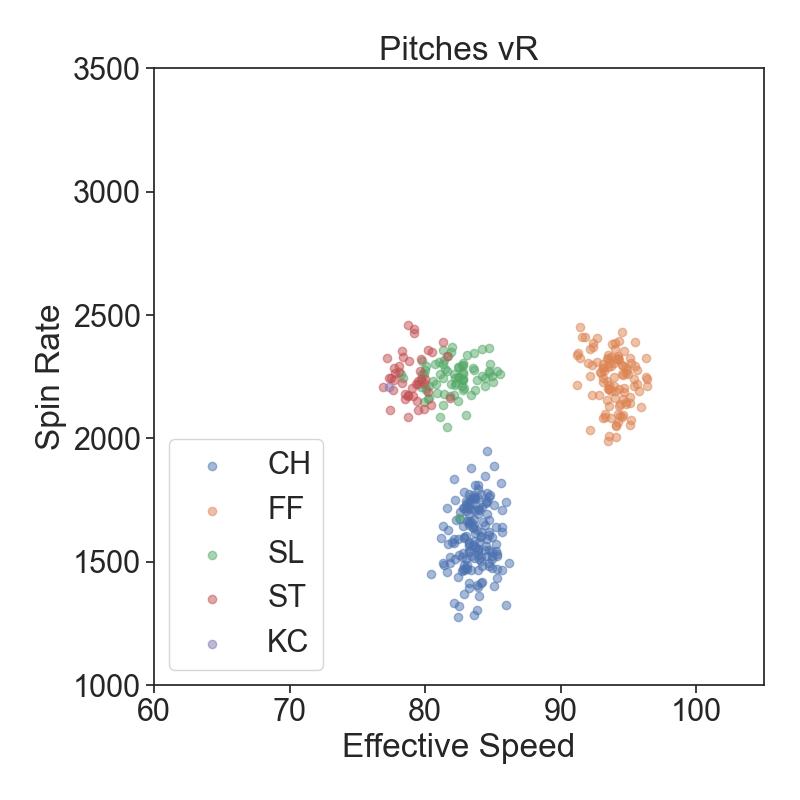 Pitches vR
3500
3000
2500
2000
1500
1000
Spin Rate
CH
FF
SL
ST
KC
60 70 80 90 100
Effective Speed